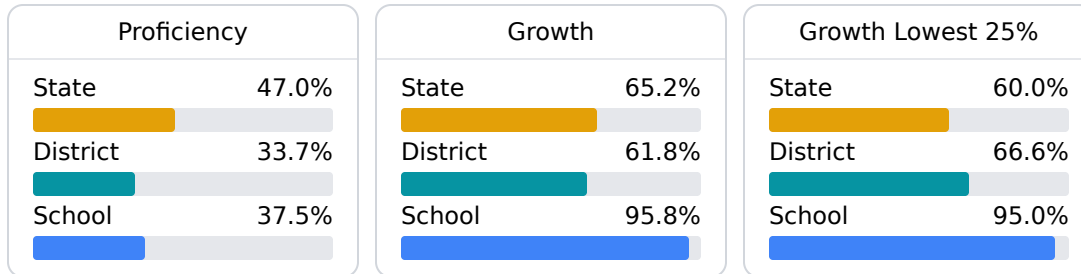 Proficiency
State 47.0%
District 33.7%
School 37.5%
Growth
State 65.2%
District 61.8%
School 95.8%
Growth Lowest 25%
State 60.0%
District 66.6%
School 95.0%